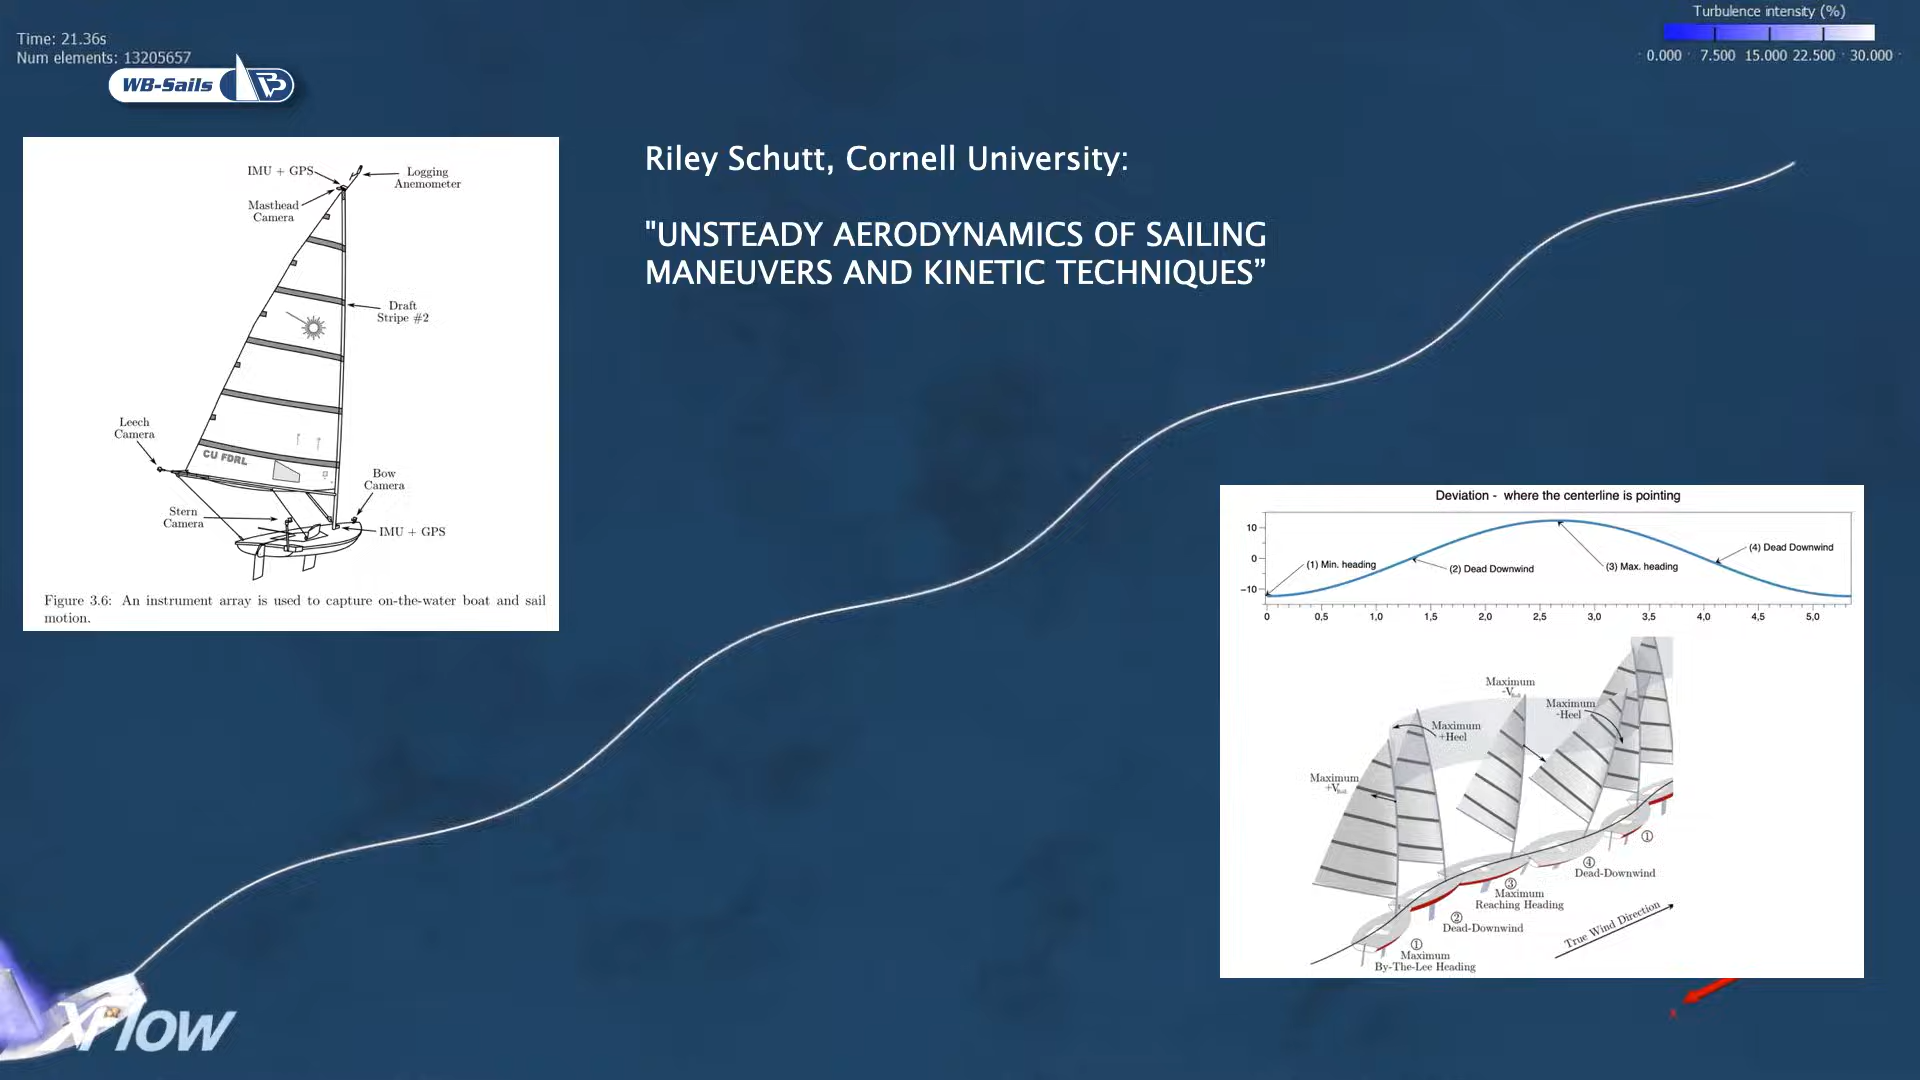 Time: 21.36s
Num elements: 13205657
WB-Sails
Turbulence intensity (%)
0.000 7.500 15.000 22.500 30.000
Riley Schutt, Cornell University:
"UNSTEADY AERODYNAMICS OF SAILING
MANEUVERS AND KINETIC TECHNIQUES”
IMU + GPS
Logging
Anemometer
Masthead
Camera
Draft
Stripe #2
Leech
Camera
CU FDRL
Bow
Camera
Stern
Camera
IMU + GPS
Figure 3.6: An instrument array is used to capture on-the-water boat and sail
motion.
Deviation - where the centerline is pointing
10
0
-10
(1) Min. heading
(2) Dead Downwind
(3) Max. heading
(4) Dead Downwind
0 0,5 1,0 1,5 2,0 2,5 3,0 3,5 4,0 4,5 5,0
Maximum
Maximum
-Heel
Maximum
+Heel
Maximum
①
④
Dead-Downwind
③
Maximum
Reaching Heading
②
Dead-Downwind
①
Maximum
By-The-Lee Heading
True Wind Direction
XFlow